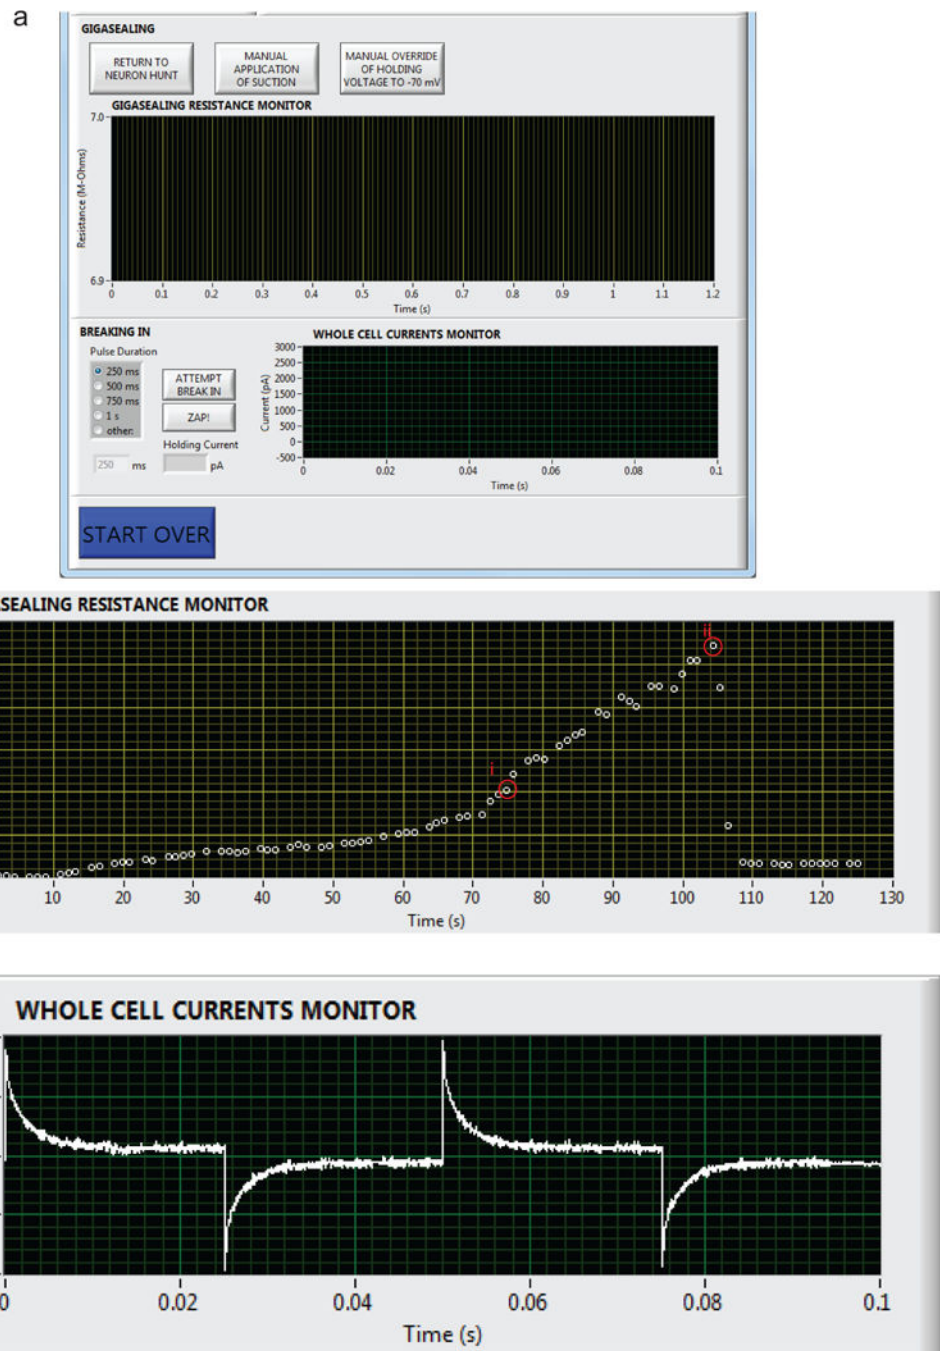 a
GIGASEALING
RETURN TO
NEURON HUNT
MANUAL
APPLICATION
OF SUCTION
MANUAL OVERRIDE
OF HOLDING
VOLTAGE TO -70 mV
GIGASEALING RESISTANCE MONITOR
7.0
Resistance (M-Ohms)
6.9
0 0.1 0.2 0.3 0.4 0.5 0.6 0.7 0.8 0.9 1 1.1 1.2
Time (s)
BREAKING IN
Pulse Duration
250 ms
500 ms
750 ms
1 s
other:
250 ms
ATTEMPT
BREAK IN
ZAP!
Holding Current
pA
WHOLE CELL CURRENTS MONITOR
Current (pA)
3000
2500
2000
1500
1000
500
0
-500
0 0.02 0.04 0.06 0.08 0.1
Time (s)
START OVER
SEALING RESISTANCE MONITOR
i
ii
10 20 30 40 50 60 70 80 90 100 110 120 130
Time (s)
WHOLE CELL CURRENTS MONITOR
0 0.02 0.04 0.06 0.08 0.1
Time (s)